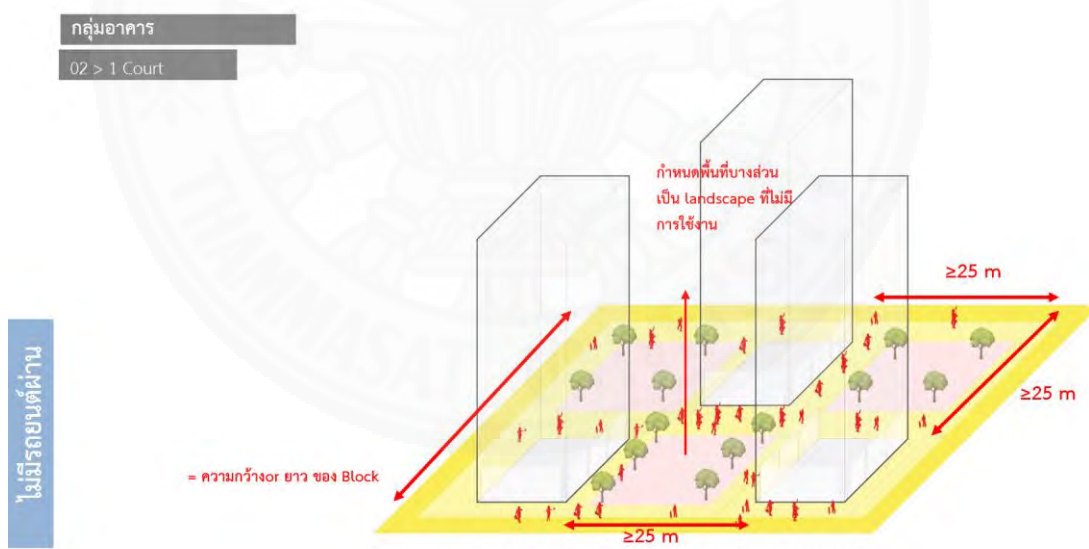 กลุ่มอาคาร
02 > 1 Court
กำหนดพื้นที่บางส่วน
เป็น landscape ที่ไม่มี
การใช้งาน
≥25 m
≥25 m
ไม่มีรถยนต์ผ่าน
= ความกว้างor ยาว ของ Block
≥25 m